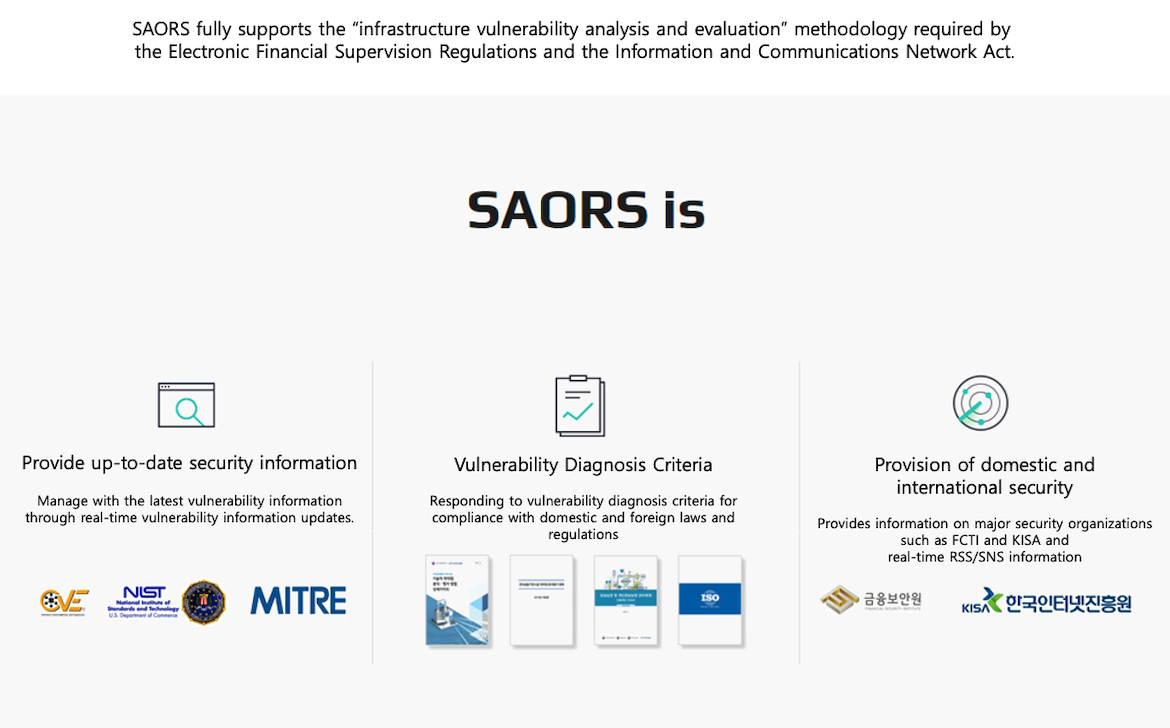 SAORS fully supports the “infrastructure vulnerability analysis and evaluation” methodology required by
the Electronic Financial Supervision Regulations and the Information and Communications Network Act.
SAORS is
Provide up-to-date security information
Manage with the latest vulnerability information
through real-time vulnerability information updates.
CVE
NIST
National Institute of
Standards and Technology
U.S. Department of Commerce
MITRE
Vulnerability Diagnosis Criteria
Responding to vulnerability diagnosis criteria for
compliance with domestic and foreign laws and
regulations
ISO
Provision of domestic and
international security
Provides information on major security organizations
such as FCTI and KISA and
real-time RSS/SNS information
금융보안원
FINANCIAL SECURITY INSTITUTE
KISA 한국인터넷진흥원